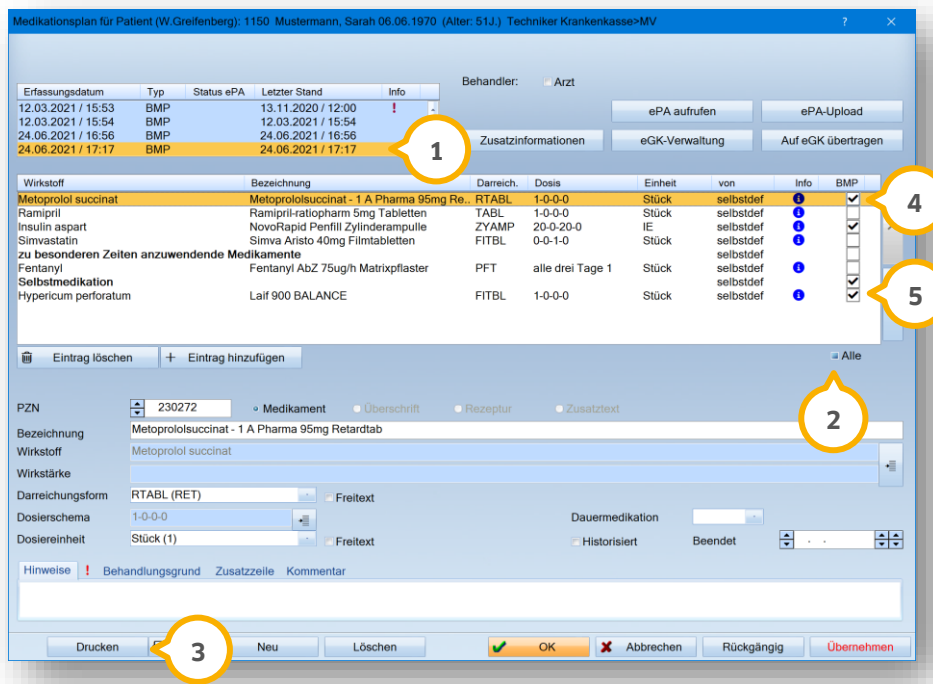 Medikationsplan für Patient (W.Greifenberg): 1150 Mustermann, Sarah 06.06.1970 (Alter: 51J.) Techniker Krankenkasse>MV ? ×
Behandler: Arzt
Erfassungsdatum Typ Status ePA Letzter Stand Info
12.03.2021 / 15:53 BMP 13.11.2020 / 12:00 !
12.03.2021 / 15:54 BMP 12.03.2021 / 15:54
24.06.2021 / 16:56 BMP 24.06.2021 / 16:56
24.06.2021 / 17:17 BMP 24.06.2021 / 17:17
1
ePA aufrufen ePA-Upload
Zusatzinformationen eGK-Verwaltung Auf eGK übertragen
Wirkstoff Bezeichnung Darreich. Dosis Einheit von Info BMP
Metoprolol succinat Metoprololsuccinat - 1 A Pharma 95mg Re.. RTABL 1-0-0-0 Stück selbstdef i
4
Ramipril Ramipril-ratiopharm 5mg Tabletten TABL 1-0-0-0 Stück selbstdef i
Insulin aspart NovoRapid Penfill Zylinderampulle ZYAMP 20-0-20-0 IE selbstdef i
Simvastatin Simva Aristo 40mg Filmtabletten FITBL 0-0-1-0 Stück selbstdef i
zu besonderen Zeiten anzuwendende Medikamente selbstdef
Fentanyl Fentanyl AbZ 75ug/h Matrixpflaster PFT alle drei Tage 1 Stück selbstdef i
Selbstmedikation selbstdef
Hypericum perforatum Laif 900 BALANCE FITBL 1-0-0-0 Stück selbstdef i
5
Eintrag löschen + Eintrag hinzufügen Alle
2
PZN 230272 Medikament Überschrift Rezeptur Zusatztext
Bezeichnung Metoprololsuccinat - 1 A Pharma 95mg Retardtab
Wirkstoff Metoprolol succinat
Wirkstärke
Darreichungsform RTABL (RET) Freitext
Dosierschema 1-0-0-0 Dauermedikation
Dosiereinheit Stück (1) Freitext Historisiert Beendet . .
Hinweise ! Behandlungsgrund Zusatzzeile Kommentar
Drucken 3 Neu Löschen OK Abbrechen Rückgängig Übernehmen